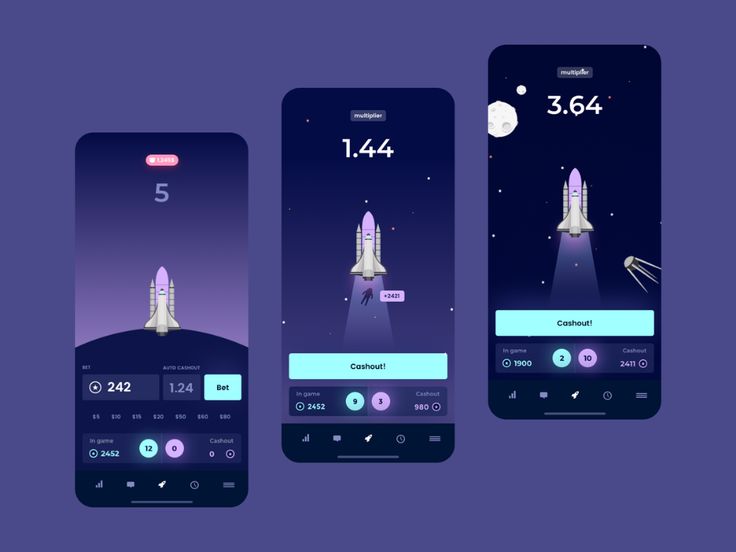 1.2453
5
BET
AUTO CASHOUT
242
1.24
Bet
$5 $10 $15 $20 $50 $60 $80
In game
Cashout
2452
12
0
0
multiplier
1.44
+2421
Cashout!
In game
Cashout
2452
9
3
980
multiplier
3.64
Cashout!
In game
Cashout
1900
2
10
2411